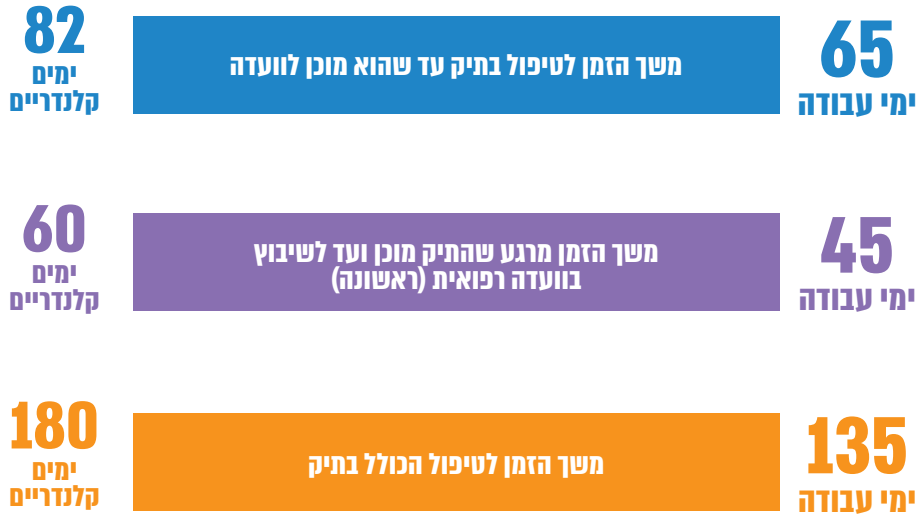 65
ימי עבודה
משך הזמן לטיפול בתיק עד שהוא מוכן לוועדה
82
ימים
קלנדריים
45
ימי עבודה
משך הזמן מרגע שהתיק מוכן ועד לשיבוץ
בוועדה רפואית (ראשונה)
60
ימים
קלנדריים
135
ימי עבודה
משך הזמן לטיפול הכולל בתיק
180
ימים
קלנדריים